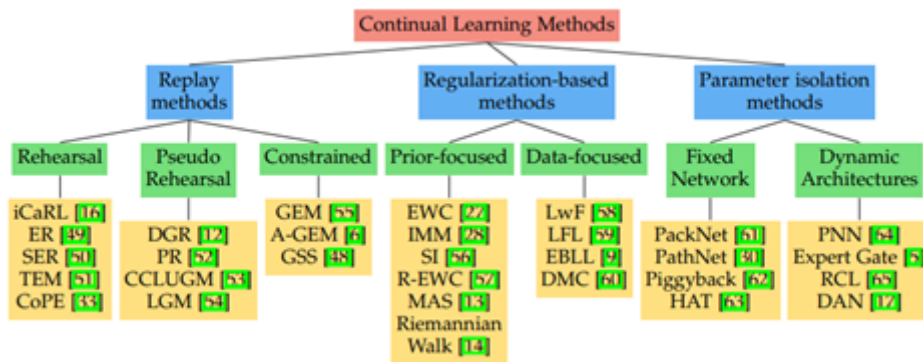 Continual Learning Methods
Replay
methods
Regularization-based
methods
Parameter isolation
methods
Rehearsal
Pseudo
Rehearsal
Constrained
Prior-focused
Data-focused
Fixed
Network
Dynamic
Architectures
iCaRL [16]
ER [49]
SER [50]
TEM [51]
CoPE [33]
DGR [12]
PR [52]
CCLUGM [53]
LGM [54]
GEM [55]
A-GEM [6]
GSS [48]
EWC [27]
IMM [28]
SI [56]
R-EWC [57]
MAS [13]
Riemannian
Walk [14]
LwF [58]
LFL [59]
EBLL [9]
DMC [60]
PackNet [61]
PathNet [30]
Piggyback [62]
HAT [63]
PNN [64]
Expert Gate [5]
RCL [65]
DAN [17]